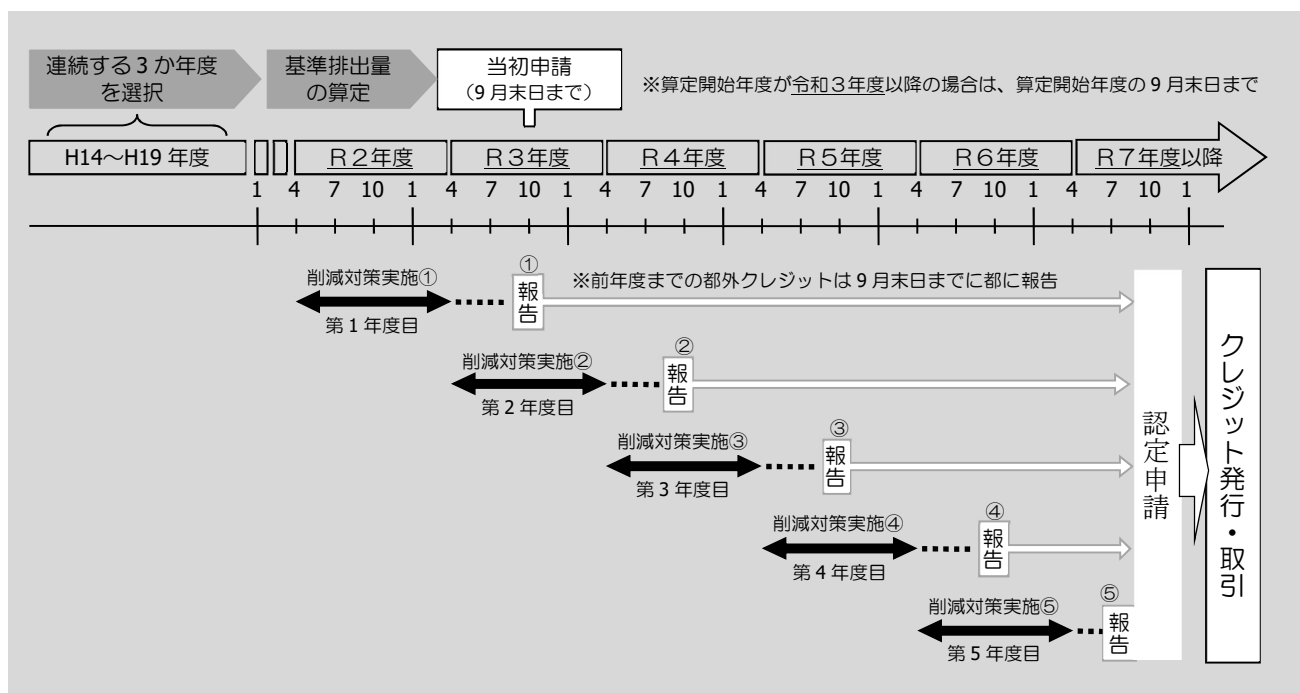 連続する3か年度
を選択
基準排出量
の算定
当初申請
（9月末日まで）
※算定開始年度が令和３年度以降の場合は、算定開始年度の9月末日まで
H14～H19 年度
Ｒ２年度
Ｒ３年度
Ｒ４年度
Ｒ５年度
Ｒ６年度
Ｒ７年度以降
1 4 7 10 1 4 7 10 1 4 7 10 1 4 7 10 1 4 7 10 1 4 7 10 1
削減対策実施①
第1年度目
①
報告
※前年度までの都外クレジットは9月末日までに都に報告
削減対策実施②
第2年度目
②
報告
削減対策実施③
第3年度目
③
報告
削減対策実施④
第4年度目
④
報告
削減対策実施⑤
第5年度目
⑤
報告
認定申請
クレジット発行・取引